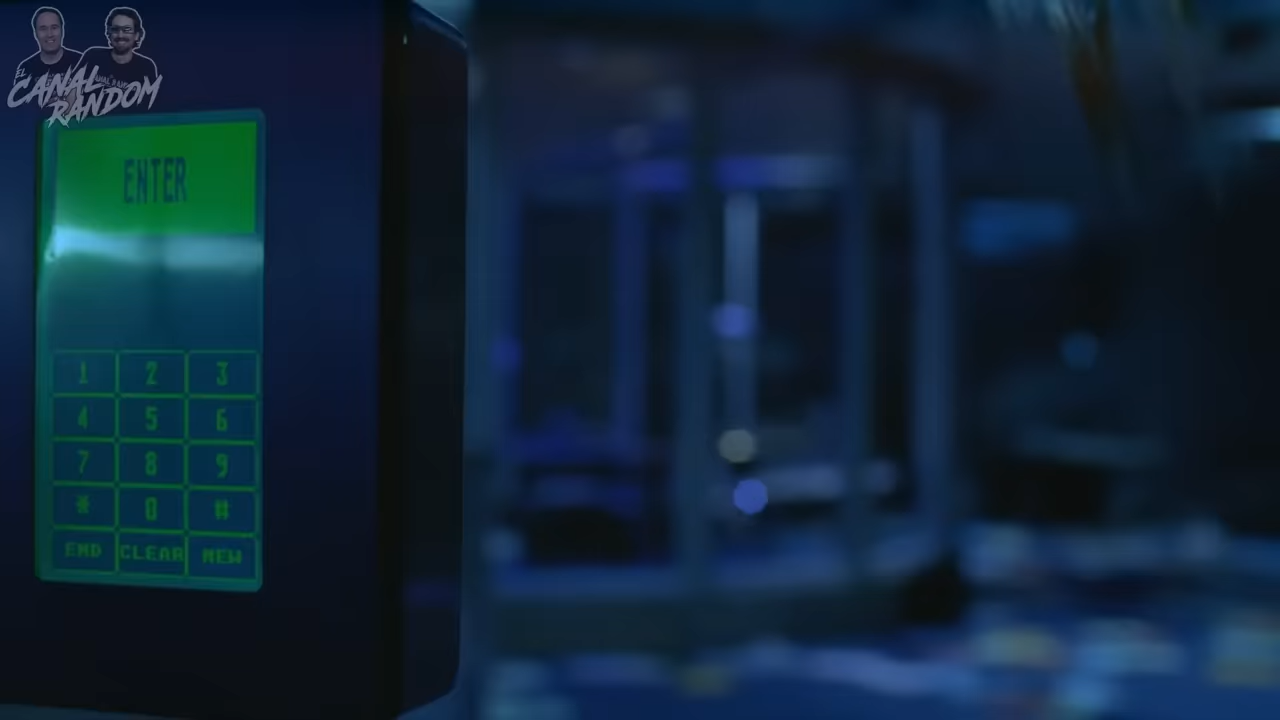 EL
CANAL
RANDOM
ENTER
1 2 3
4 5 6
7 8 9
* 0 #
END CLEAR NEW